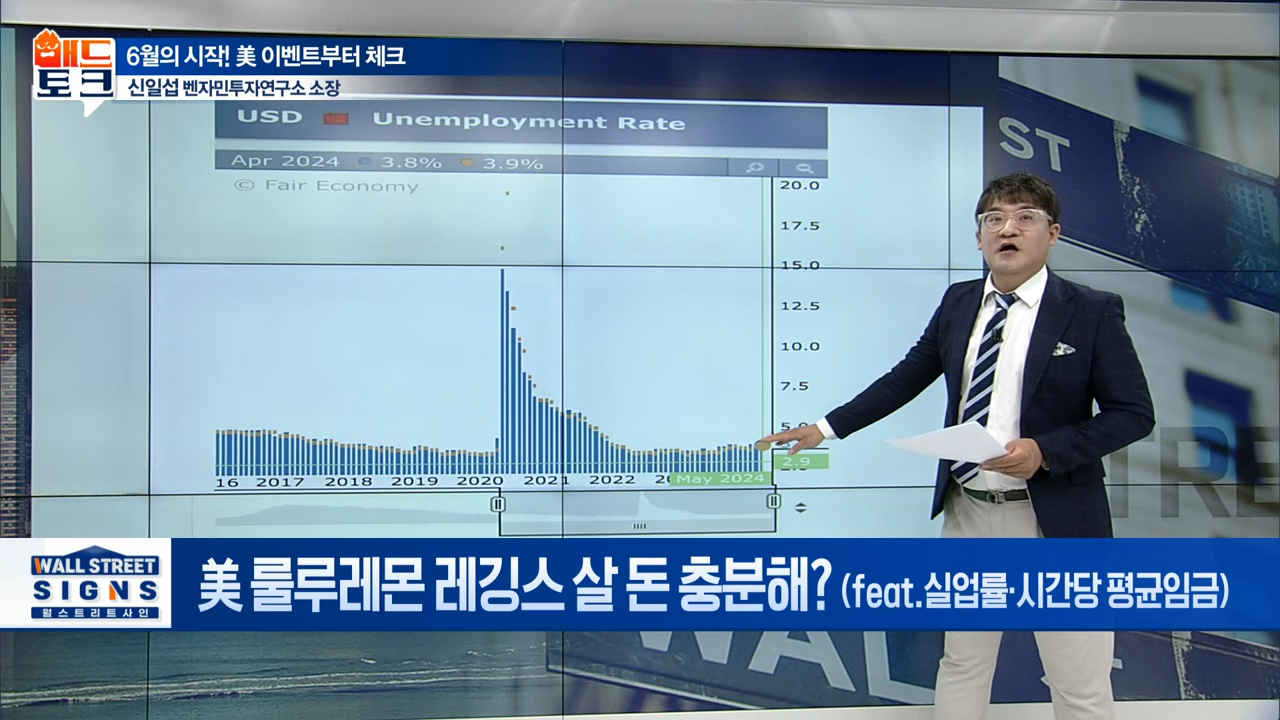 매드
토크
6월의 시작! 美 이벤트부터 체크
신일섭 벤자민투자연구소 소장
USD Unemployment Rate
Apr 2024 3.8% 3.9%
© Fair Economy
20.0
17.5
15.0
12.5
10.0
7.5
5.0
2.9
16 2017 2018 2019 2020 2021 2022 20
May 2024
ST
WALL STREET
SIGNS
월스트리트사인
美 룰루레몬 레깅스 살 돈 충분해? (feat.실업률·시간당 평균임금)
WALL